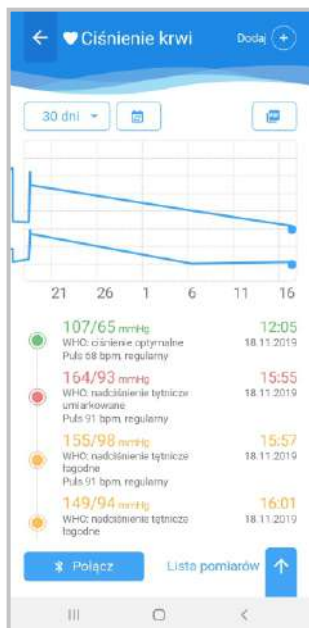 Ciśnienie krwi
Dodaj
30 dni
21 26 1 6 11 16
107/65 mmHg 12:05
WHO: ciśnienie optymalne 18.11.2019
Puls 68 bpm, regularny
164/93 mmHg 15:55
WHO: nadciśnienie tętnicze 18.11.2019
umiarkowane
Puls 91 bpm, regularny
155/98 mmHg 15:57
WHO: nadciśnienie tętnicze 18.11.2019
łagodne
Puls 91 bpm, regularny
149/94 mmHg 16:01
WHO: nadciśnienie tętnicze 18.11.2019
łagodne
Połącz
Lista pomiarów